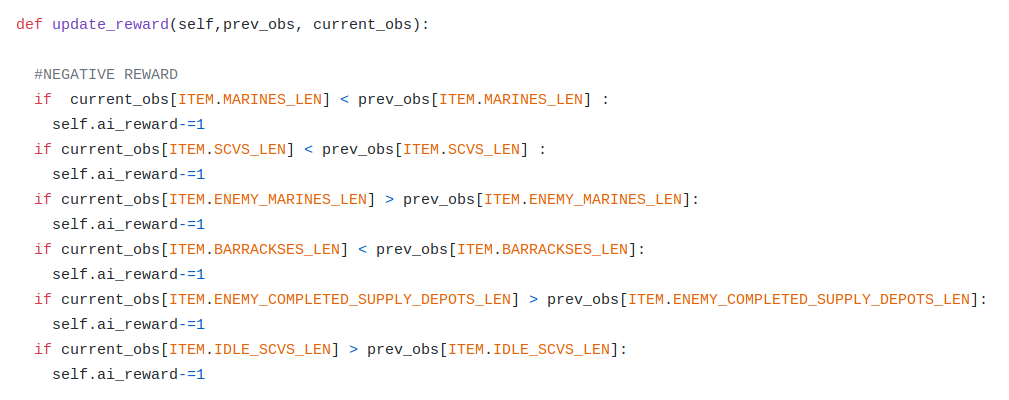 def update_reward(self,prev_obs, current_obs):
#NEGATIVE REWARD
if  current_obs[ITEM.MARINES_LEN] < prev_obs[ITEM.MARINES_LEN] :
self.ai_reward-=1
if current_obs[ITEM.SCVS_LEN] < prev_obs[ITEM.SCVS_LEN] :
self.ai_reward-=1
if current_obs[ITEM.ENEMY_MARINES_LEN] > prev_obs[ITEM.ENEMY_MARINES_LEN]:
self.ai_reward-=1
if current_obs[ITEM.BARRACKSES_LEN] < prev_obs[ITEM.BARRACKSES_LEN]:
self.ai_reward-=1
if current_obs[ITEM.ENEMY_COMPLETED_SUPPLY_DEPOTS_LEN] > prev_obs[ITEM.ENEMY_COMPLETED_SUPPLY_DEPOTS_LEN]:
self.ai_reward-=1
if current_obs[ITEM.IDLE_SCVS_LEN] > prev_obs[ITEM.IDLE_SCVS_LEN]:
self.ai_reward-=1